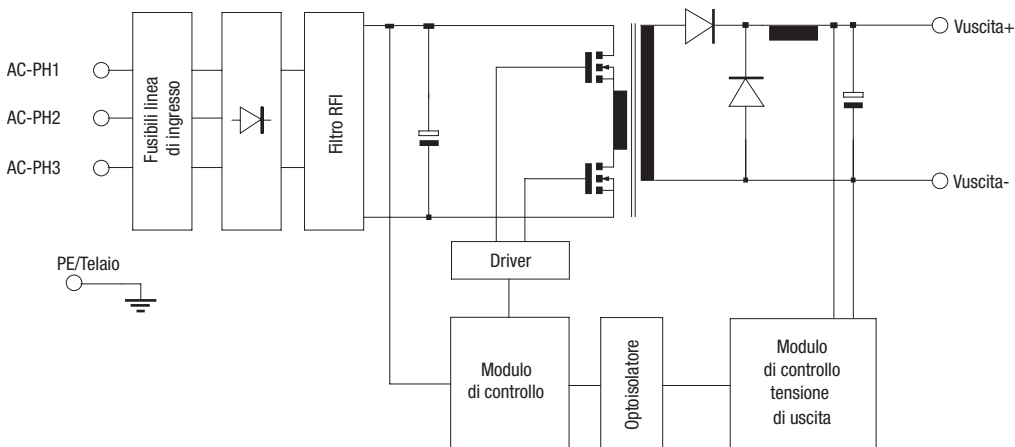 AC-PH1
AC-PH2
AC-PH3
Fusibili linea
di ingresso
Filtro RFI
Vuscita+
Vuscita-
PE/Telaio
Driver
Modulo
di controllo
Optoisolatore
Modulo
di controllo
tensione
di uscita